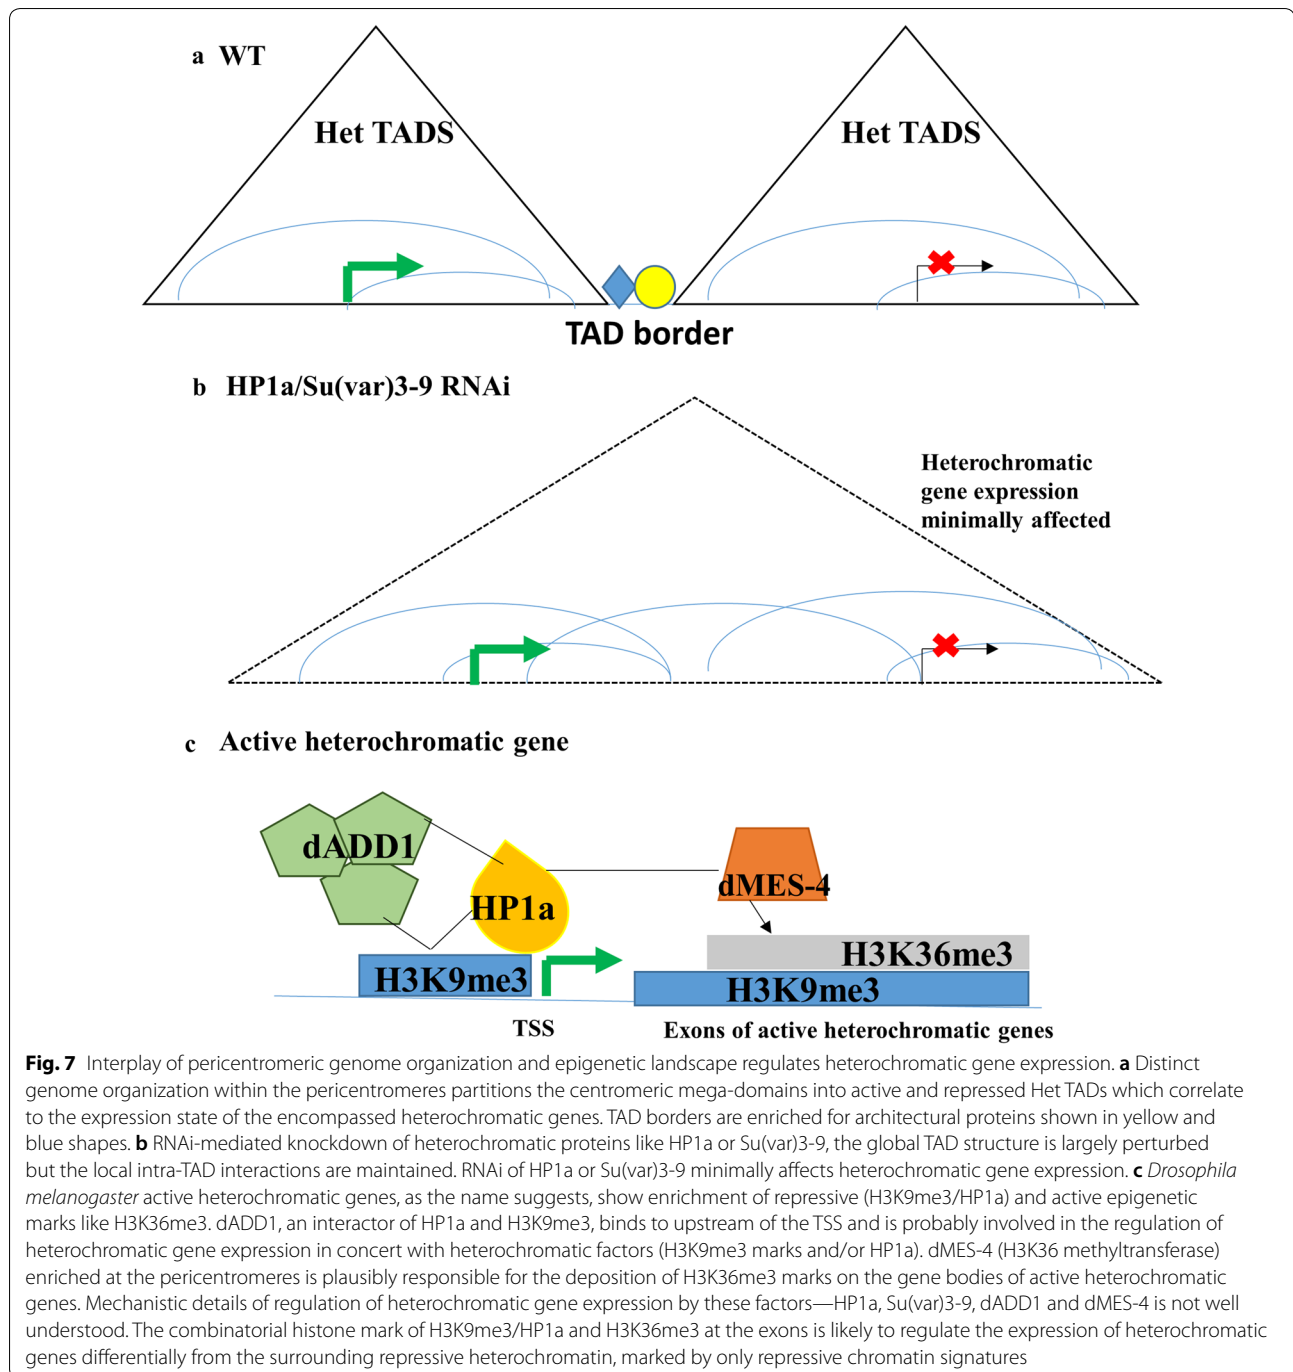 a WT
Het TADS
Het TADS
TAD border
b HP1a/Su(var)3-9 RNAi
Heterochromatic
gene expression
minimally affected
c Active heterochromatic gene
dADD1
HP1a
dMES-4
H3K36me3
H3K9me3
H3K9me3
TSS
Exons of active heterochromatic genes
Fig. 7 Interplay of pericentromeric genome organization and epigenetic landscape regulates heterochromatic gene expression. a Distinct
genome organization within the pericentromeres partitions the centromeric mega-domains into active and repressed Het TADs which correlate
to the expression state of the encompassed heterochromatic genes. TAD borders are enriched for architectural proteins shown in yellow and
blue shapes. b RNAi-mediated knockdown of heterochromatic proteins like HP1a or Su(var)3-9, the global TAD structure is largely perturbed
but the local intra-TAD interactions are maintained. RNAi of HP1a or Su(var)3-9 minimally affects heterochromatic gene expression. c Drosophila
melanogaster active heterochromatic genes, as the name suggests, show enrichment of repressive (H3K9me3/HP1a) and active epigenetic
marks like H3K36me3. dADD1, an interactor of HP1a and H3K9me3, binds to upstream of the TSS and is probably involved in the regulation of
heterochromatic gene expression in concert with heterochromatic factors (H3K9me3 marks and/or HP1a). dMES-4 (H3K36 methyltransferase)
enriched at the pericentromeres is plausibly responsible for the deposition of H3K36me3 marks on the gene bodies of active heterochromatic
genes. Mechanistic details of regulation of heterochromatic gene expression by these factors—HP1a, Su(var)3-9, dADD1 and dMES-4 is not well
understood. The combinatorial histone mark of H3K9me3/HP1a and H3K36me3 at the exons is likely to regulate the expression of heterochromatic
genes differentially from the surrounding repressive heterochromatin, marked by only repressive chromatin signatures